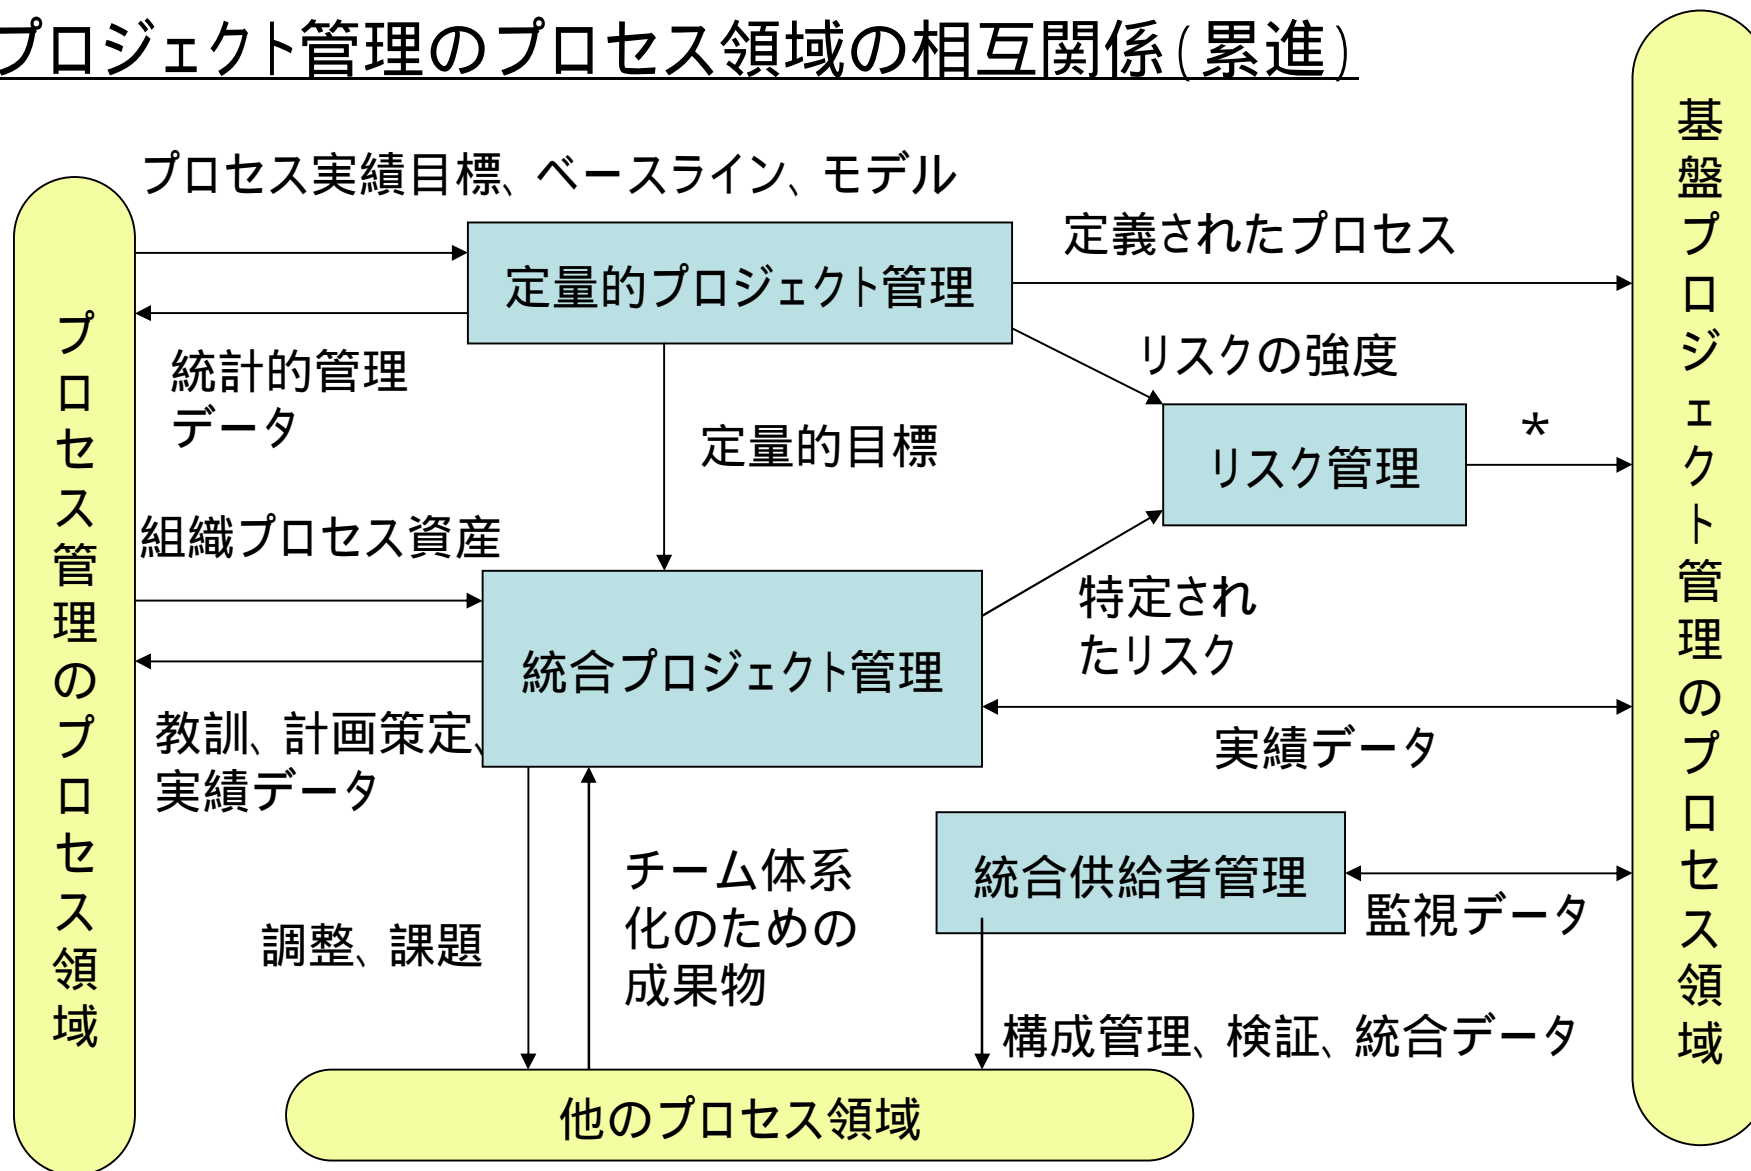 プロジェクト管理のプロセス領域の相互関係(累進)
プロセス実績目標、ベースライン、モデル
定量的プロジェクト管理
定義されたプロセス
統計的管理
データ
リスクの強度
定量的目標
リスク管理
*
組織プロセス資産
統合プロジェクト管理
特定され
たリスク
教訓、計画策定、
実績データ
実績データ
統合供給者管理
監視データ
調整、課題
チーム体系
化のための
成果物
構成管理、検証、統合データ
他のプロセス領域
プロセス管理のプロセス領域
基盤プロジェクト管理のプロセス領域